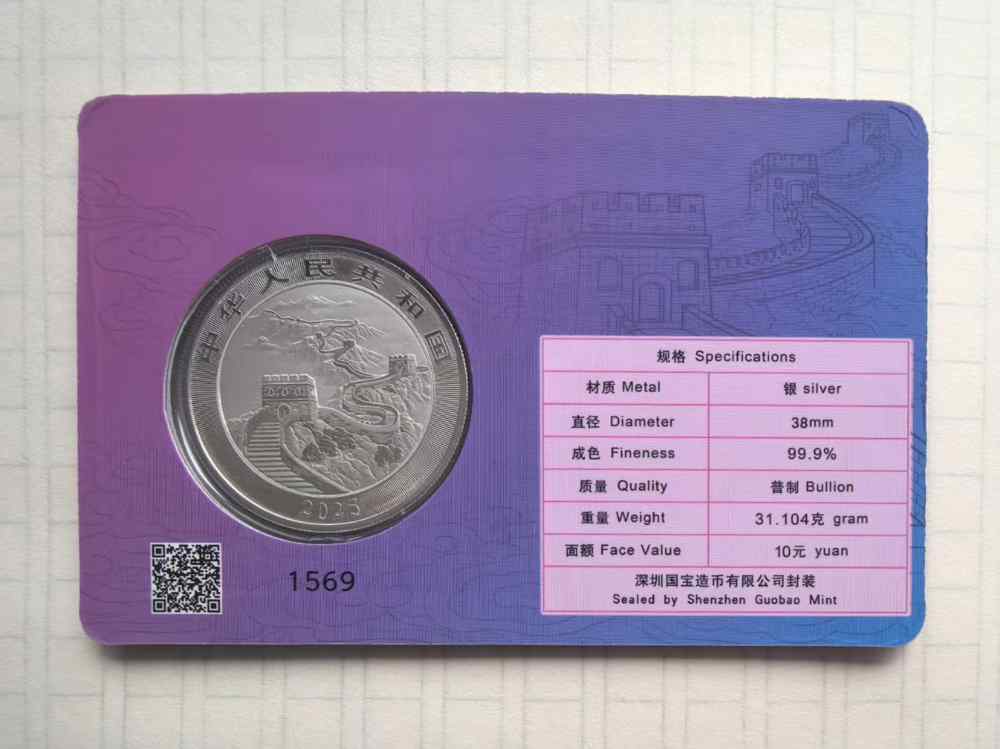 中华人民共和国
2023
1569
规格 Specifications
材质 Metal 银 silver
直径 Diameter 38mm
成色 Fineness 99.9%
质量 Quality 普制 Bullion
重量 Weight 31.104克 gram
面额 Face Value 10元 yuan
深圳国宝造币有限公司封装
Sealed by Shenzhen Guobao Mint